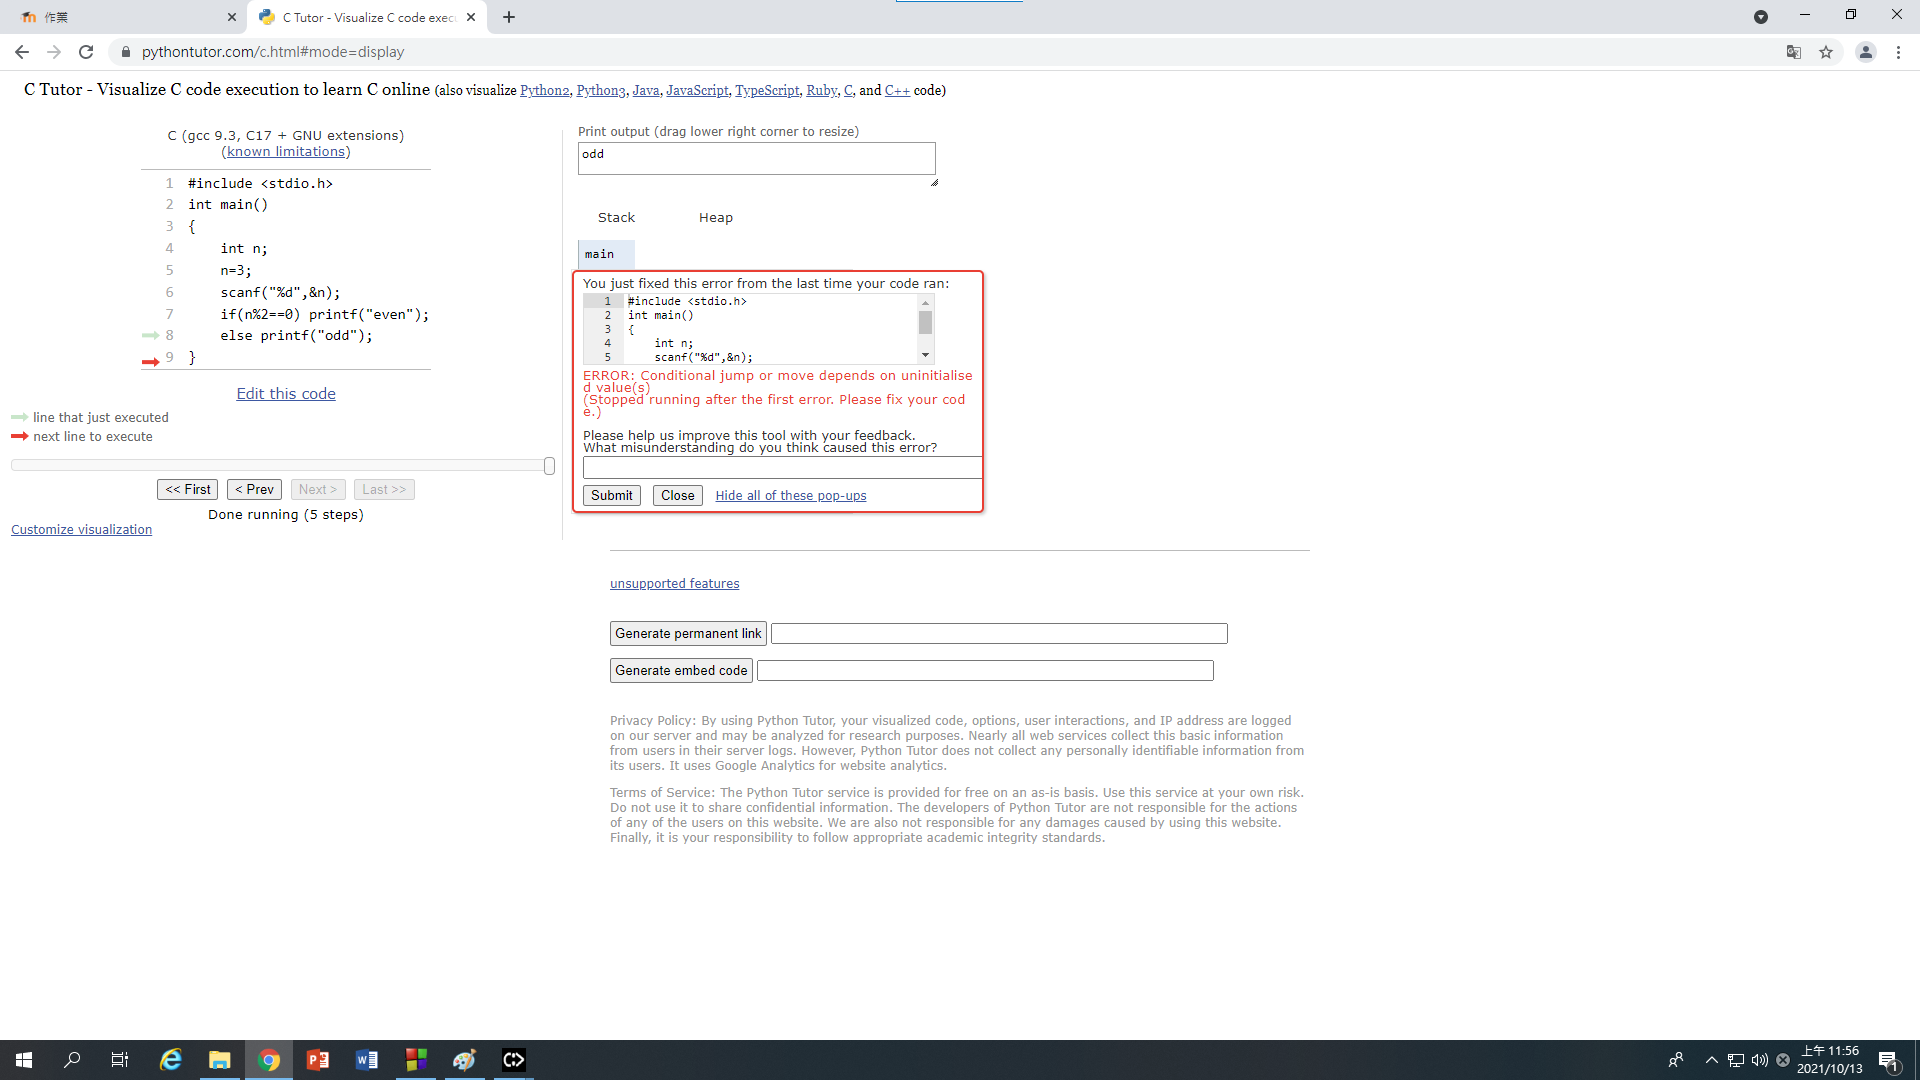 作業
C Tutor - Visualize C code exec
pythontutor.com/c.html#mode=display
C Tutor - Visualize C code execution to learn C online (also visualize Python2, Python3, Java, JavaScript, TypeScript, Ruby, C, and C++ code)
C (gcc 9.3, C17 + GNU extensions)
(known limitations)
1 #include <stdio.h>
2 int main()
3 {
4 int n;
5 n=3;
6 scanf("%d",&n);
7 if(n%2==0) printf("even");
8 else printf("odd");
9 }
Edit this code
line that just executed
next line to execute
<< First < Prev Next > Last >>
Done running (5 steps)
Customize visualization
Print output (drag lower right corner to resize)
odd
Stack Heap
main
You just fixed this error from the last time your code ran:
1 #include <stdio.h>
2 int main()
3 {
4 int n;
5 scanf("%d",&n);
ERROR: Conditional jump or move depends on uninitialise
d value(s)
(Stopped running after the first error. Please fix your cod
e.)
Please help us improve this tool with your feedback.
What misunderstanding do you think caused this error?
Submit Close Hide all of these pop-ups
unsupported features
Generate permanent link
Generate embed code
Privacy Policy: By using Python Tutor, your visualized code, options, user interactions, and IP address are logged
on our server and may be analyzed for research purposes. Nearly all web services collect this basic information
from users in their server logs. However, Python Tutor does not collect any personally identifiable information from
its users. It uses Google Analytics for website analytics.
Terms of Service: The Python Tutor service is provided for free on an as-is basis. Use this service at your own risk.
Do not use it to share confidential information. The developers of Python Tutor are not responsible for the actions
of any of the users on this website. We are also not responsible for any damages caused by using this website.
Finally, it is your responsibility to follow appropriate academic integrity standards.
上午 11:56
2021/10/13
1